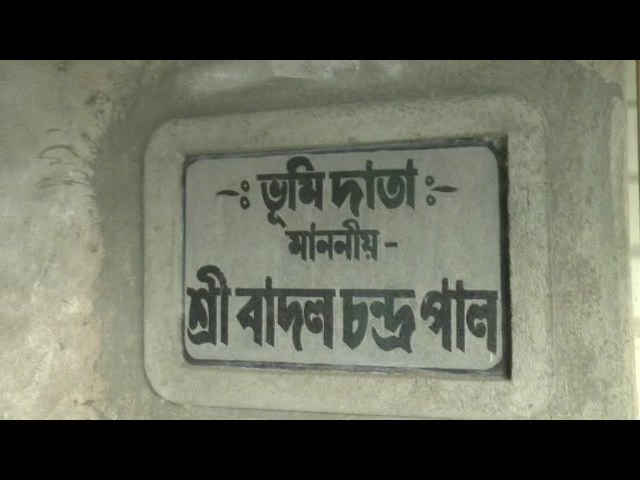 -ঃ ভূমি দাতা ঃ-
মাননীয় -
শ্রী বাদল চন্দ্র পাল